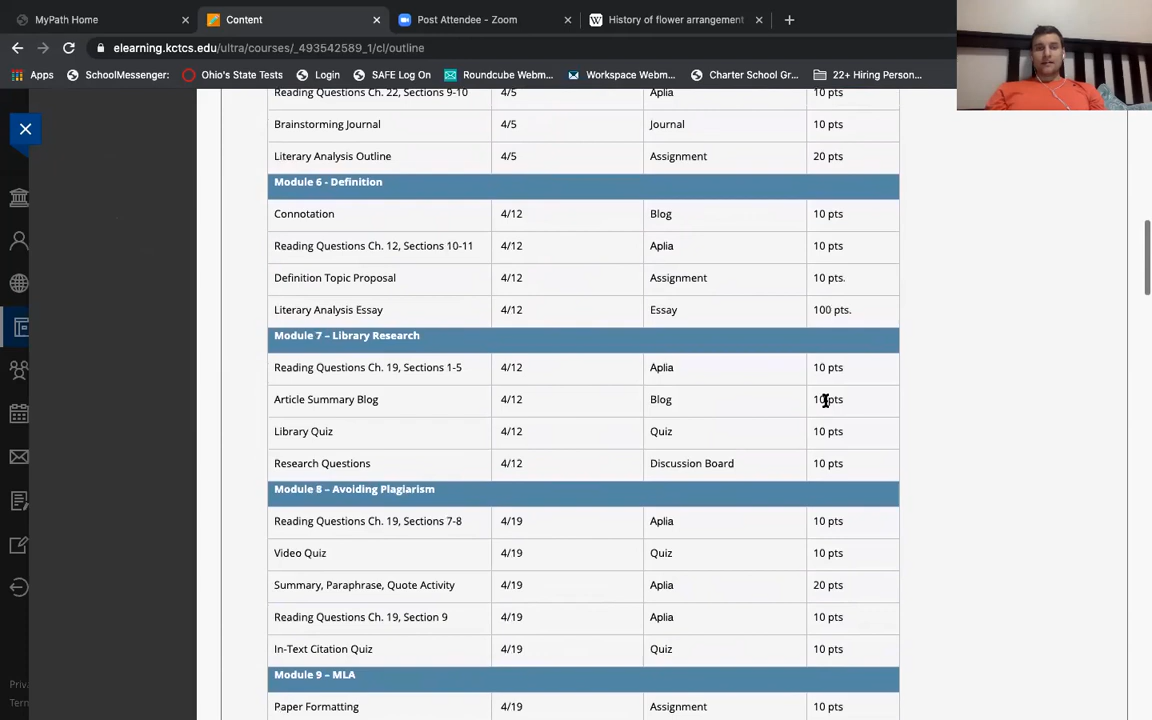 MyPath Home
Content
Post Attendee - Zoom
W History of flower arrangement
elearning.kctcs.edu/ultra/courses/_493542589_1/cl/outline
Apps SchoolMessenger: Ohio's State Tests Login SAFE Log On Roundcube Webm... Workspace Webm... Charter School Gr... 22+ Hiring Person...
Reading Questions Ch. 22, Sections 9-10 4/5 Aplia 10 pts
Brainstorming Journal 4/5 Journal 10 pts
Literary Analysis Outline 4/5 Assignment 20 pts
Module 6 - Definition
Connotation 4/12 Blog 10 pts
Reading Questions Ch. 12, Sections 10-11 4/12 Aplia 10 pts
Definition Topic Proposal 4/12 Assignment 10 pts.
Literary Analysis Essay 4/12 Essay 100 pts.
Module 7 – Library Research
Reading Questions Ch. 19, Sections 1-5 4/12 Aplia 10 pts
Article Summary Blog 4/12 Blog 10 pts
Library Quiz 4/12 Quiz 10 pts
Research Questions 4/12 Discussion Board 10 pts
Module 8 – Avoiding Plagiarism
Reading Questions Ch. 19, Sections 7-8 4/19 Aplia 10 pts
Video Quiz 4/19 Quiz 10 pts
Summary, Paraphrase, Quote Activity 4/19 Aplia 20 pts
Reading Questions Ch. 19, Section 9 4/19 Aplia 10 pts
In-Text Citation Quiz 4/19 Quiz 10 pts
Module 9 – MLA
Priva
Term
Paper Formatting 4/19 Assignment 10 pts